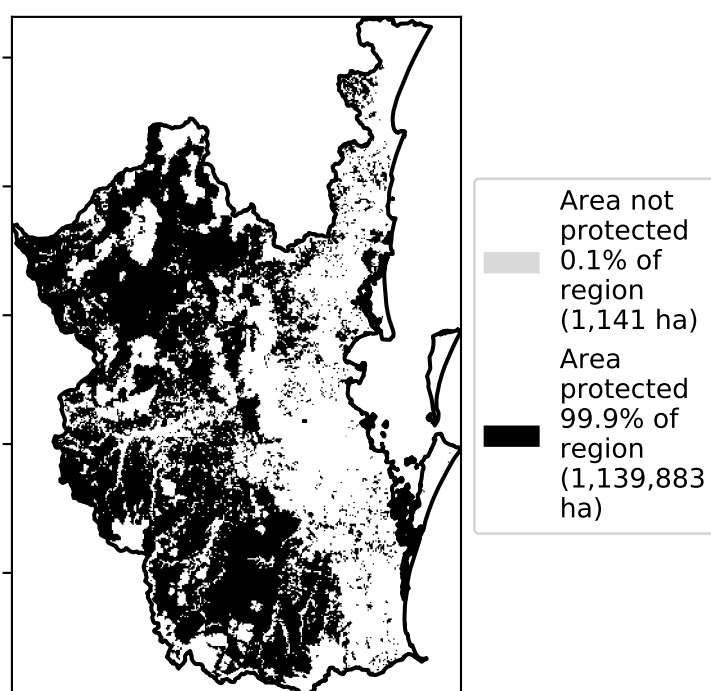 Area not
protected
0.1% of
region
(1,141 ha)
Area
protected
99.9% of
region
(1,139,883
ha)